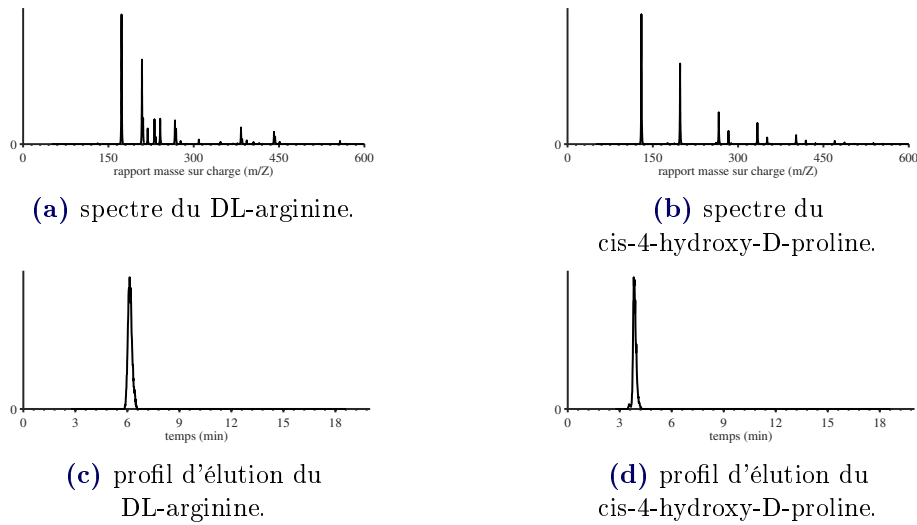 0
0 150 300 450 600
rapport masse sur charge (m/Z)
(a) spectre du DL-arginine.
0
0 150 300 450 600
rapport masse sur charge (m/Z)
(b) spectre du
cis-4-hydroxy-D-proline.
0
0 3 6 9 12 15 18
temps (min)
(c) profil d'élution du
DL-arginine.
0
0 3 6 9 12 15 18
temps (min)
(d) profil d'élution du
cis-4-hydroxy-D-proline.